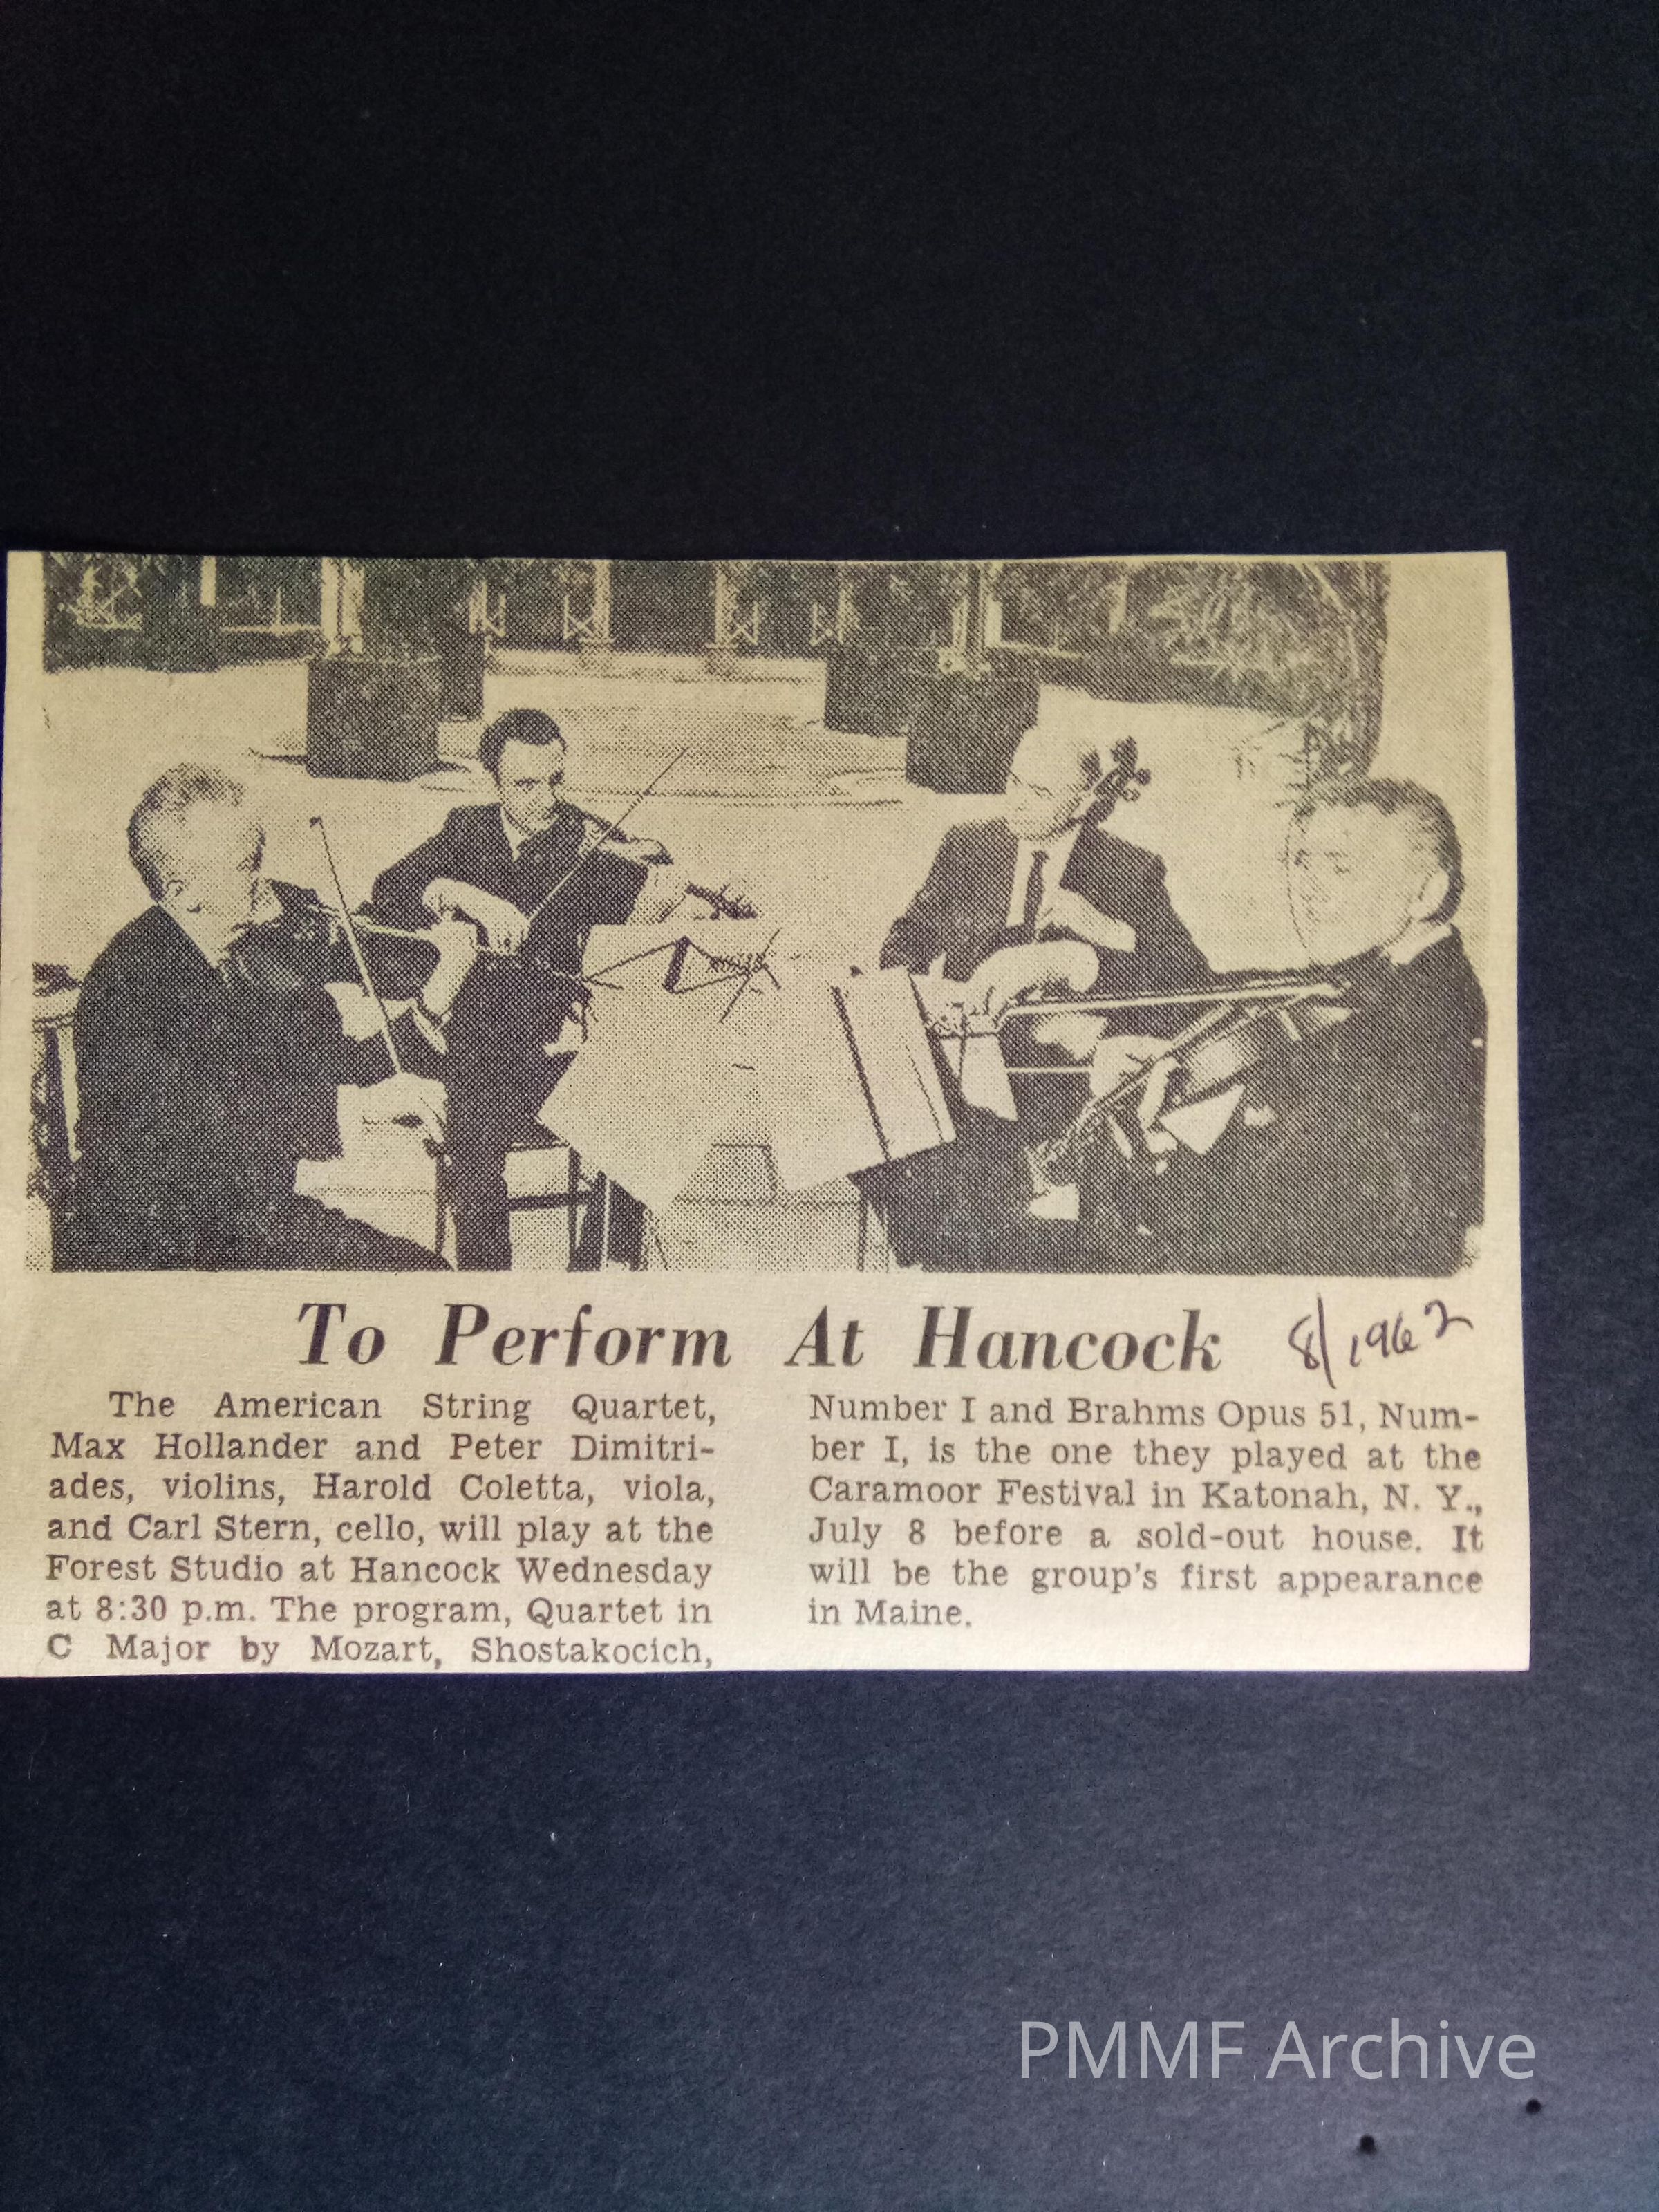 To Perform At Hancock
8/1962
The American String Quartet,
Max Hollander and Peter Dimitri-
ades, violins, Harold Coletta, viola,
and Carl Stern, cello, will play at the
Forest Studio at Hancock Wednesday
at 8:30 p.m. The program, Quartet in
C Major by Mozart, Shostakocich,
Number I and Brahms Opus 51, Num-
ber I, is the one they played at the
Caramoor Festival in Katonah, N. Y.,
July 8 before a sold-out house. It
will be the group's first appearance
in Maine.
PMMF Archive